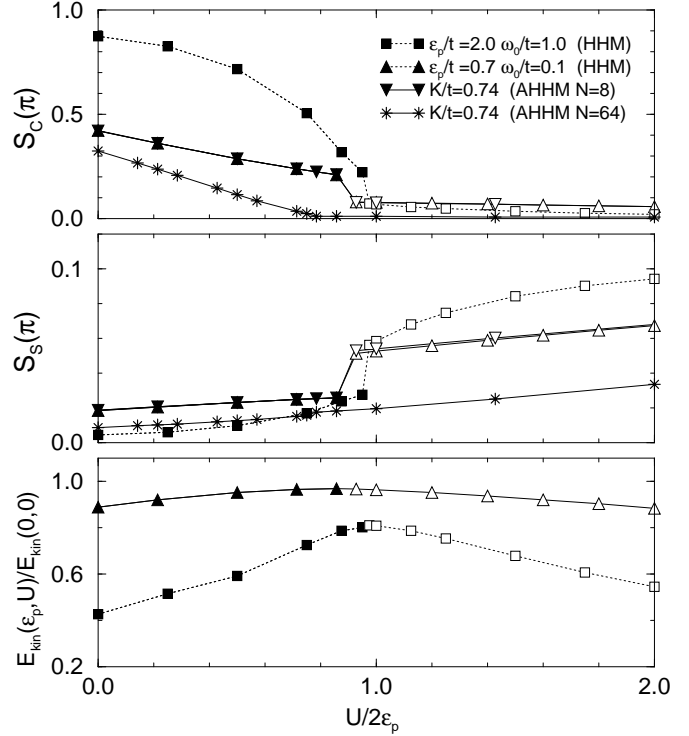 1.0
ε_p/t =2.0 ω_0/t=1.0 (HHM)
ε_p/t =0.7 ω_0/t=0.1 (HHM)
K/t=0.74 (AHHM N=8)
K/t=0.74 (AHHM N=64)
S_C(π)
0.5
0.0
0.1
S_S(π)
0.0
1.0
E_kin(ε_p,U)/E_kin(0,0)
0.6
0.2
0.0 1.0 2.0
U/2ε_p